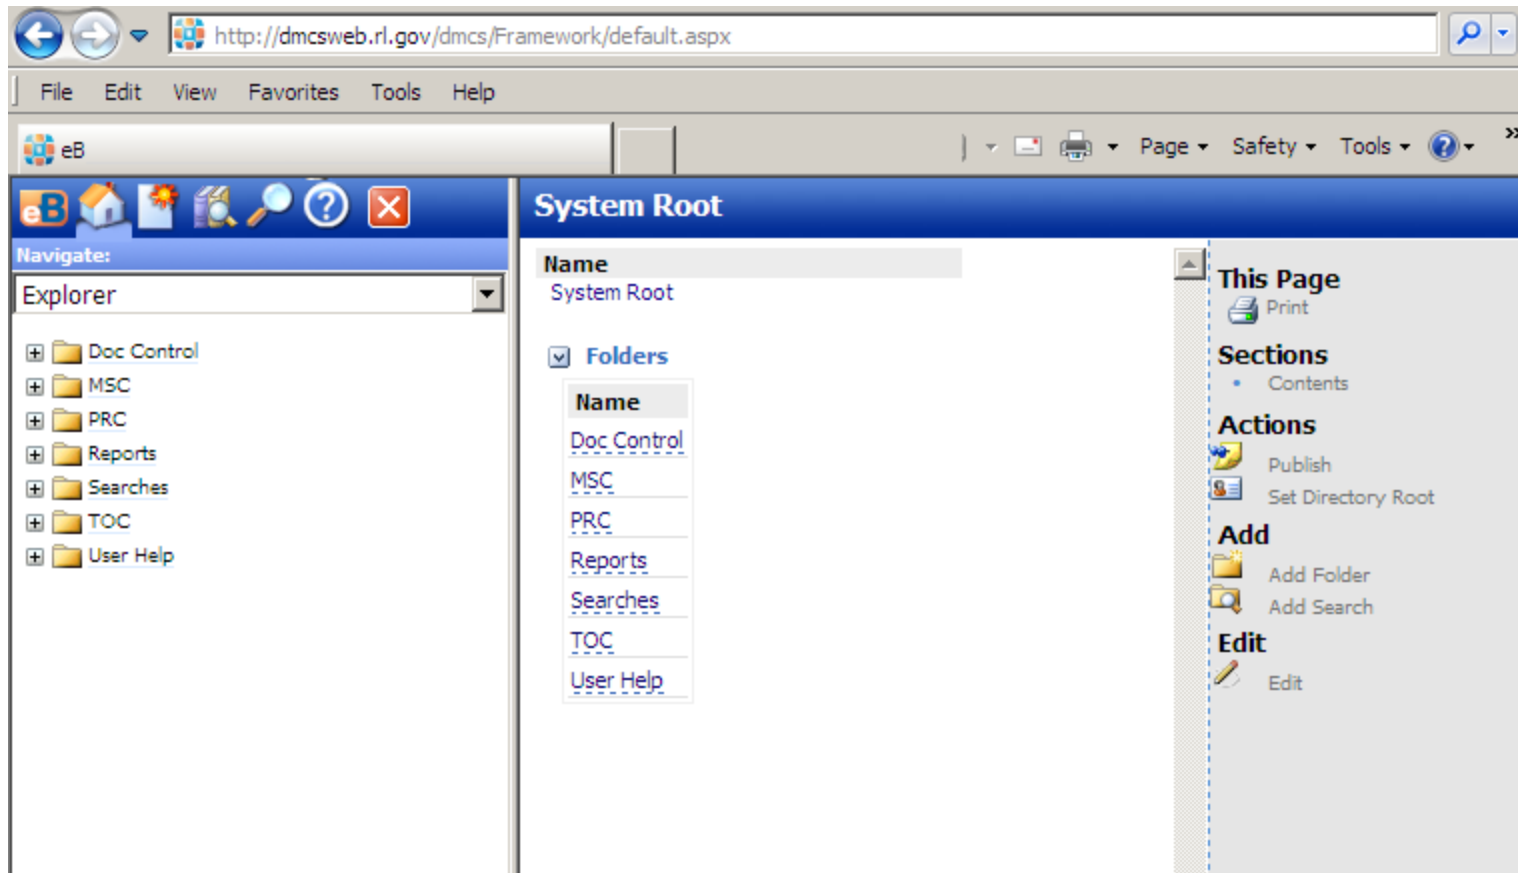 http://dmcsweb.rl.gov/dmcs/Framework/default.aspx
File Edit View Favorites Tools Help
eB
Page Safety Tools
eB
Navigate:
Explorer
Doc Control
MSC
PRC
Reports
Searches
TOC
User Help
System Root
Name
System Root
Folders
Name
Doc Control
MSC
PRC
Reports
Searches
TOC
User Help
This Page
Print
Sections
• Contents
Actions
Publish
Set Directory Root
Add
Add Folder
Add Search
Edit
Edit